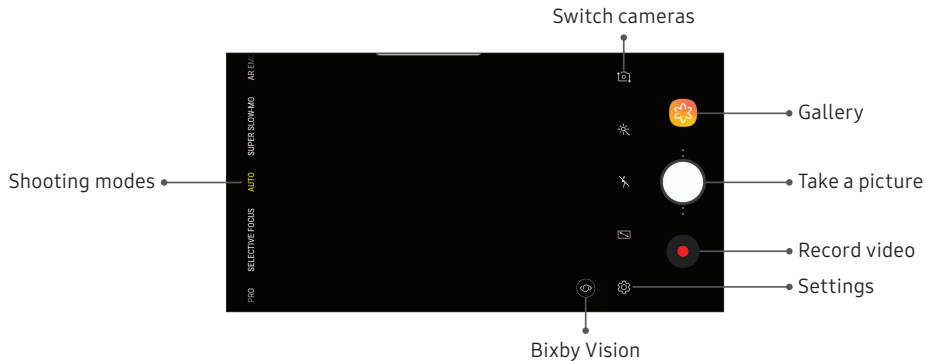 Switch cameras
AR EMO
SUPER SLOW-MO
AUTO
SELECTIVE FOCUS
PRO
Shooting modes
Gallery
Take a picture
Record video
Settings
Bixby Vision